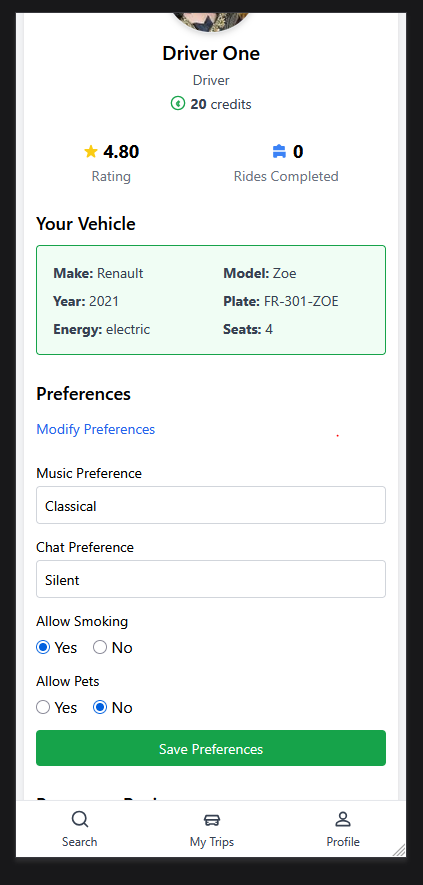 Driver One
Driver
20 credits
4.80 0
Rating Rides Completed
Your Vehicle
Make: Renault Model: Zoe
Year: 2021 Plate: FR-301-ZOE
Energy: electric Seats: 4
Preferences
Modify Preferences
Music Preference
Classical
Chat Preference
Silent
Allow Smoking
Yes No
Allow Pets
Yes No
Save Preferences
Search My Trips Profile